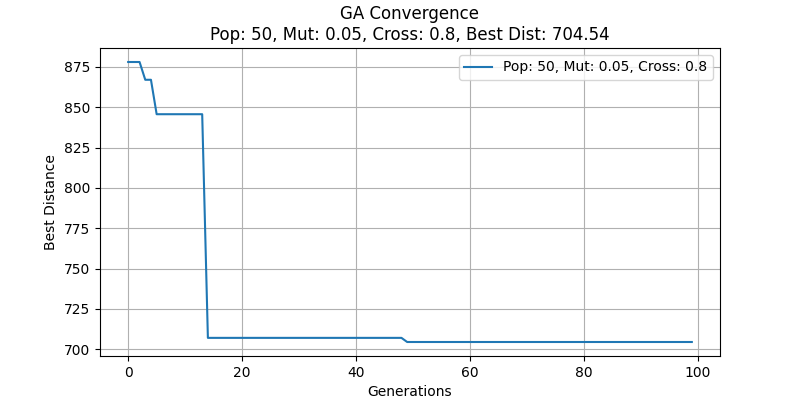 GA Convergence
Pop: 50, Mut: 0.05, Cross: 0.8, Best Dist: 704.54
Pop: 50, Mut: 0.05, Cross: 0.8
875
850
825
800
775
750
725
700
Best Distance
0 20 40 60 80 100
Generations